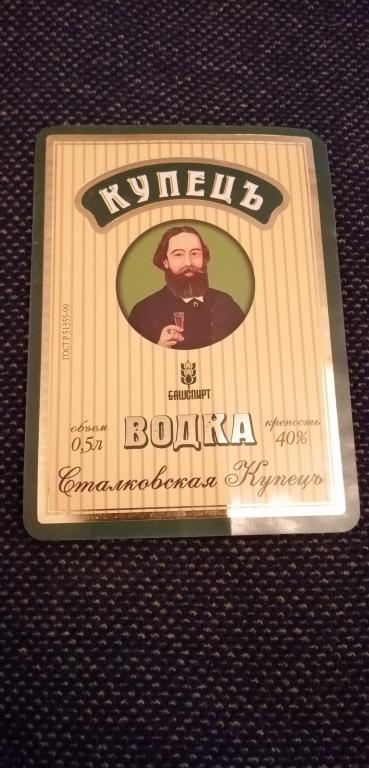 КУПЕЦЪ
ГОСТ Р 51355-99
БАШСПИРТ
объем
0,5л
ВОДКА
крепость
40%
Сталковская Купецъ